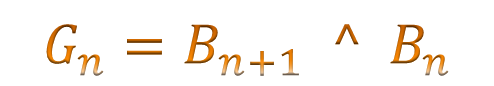 Gₙ = Bₙ₊₁ ^ Bₙ